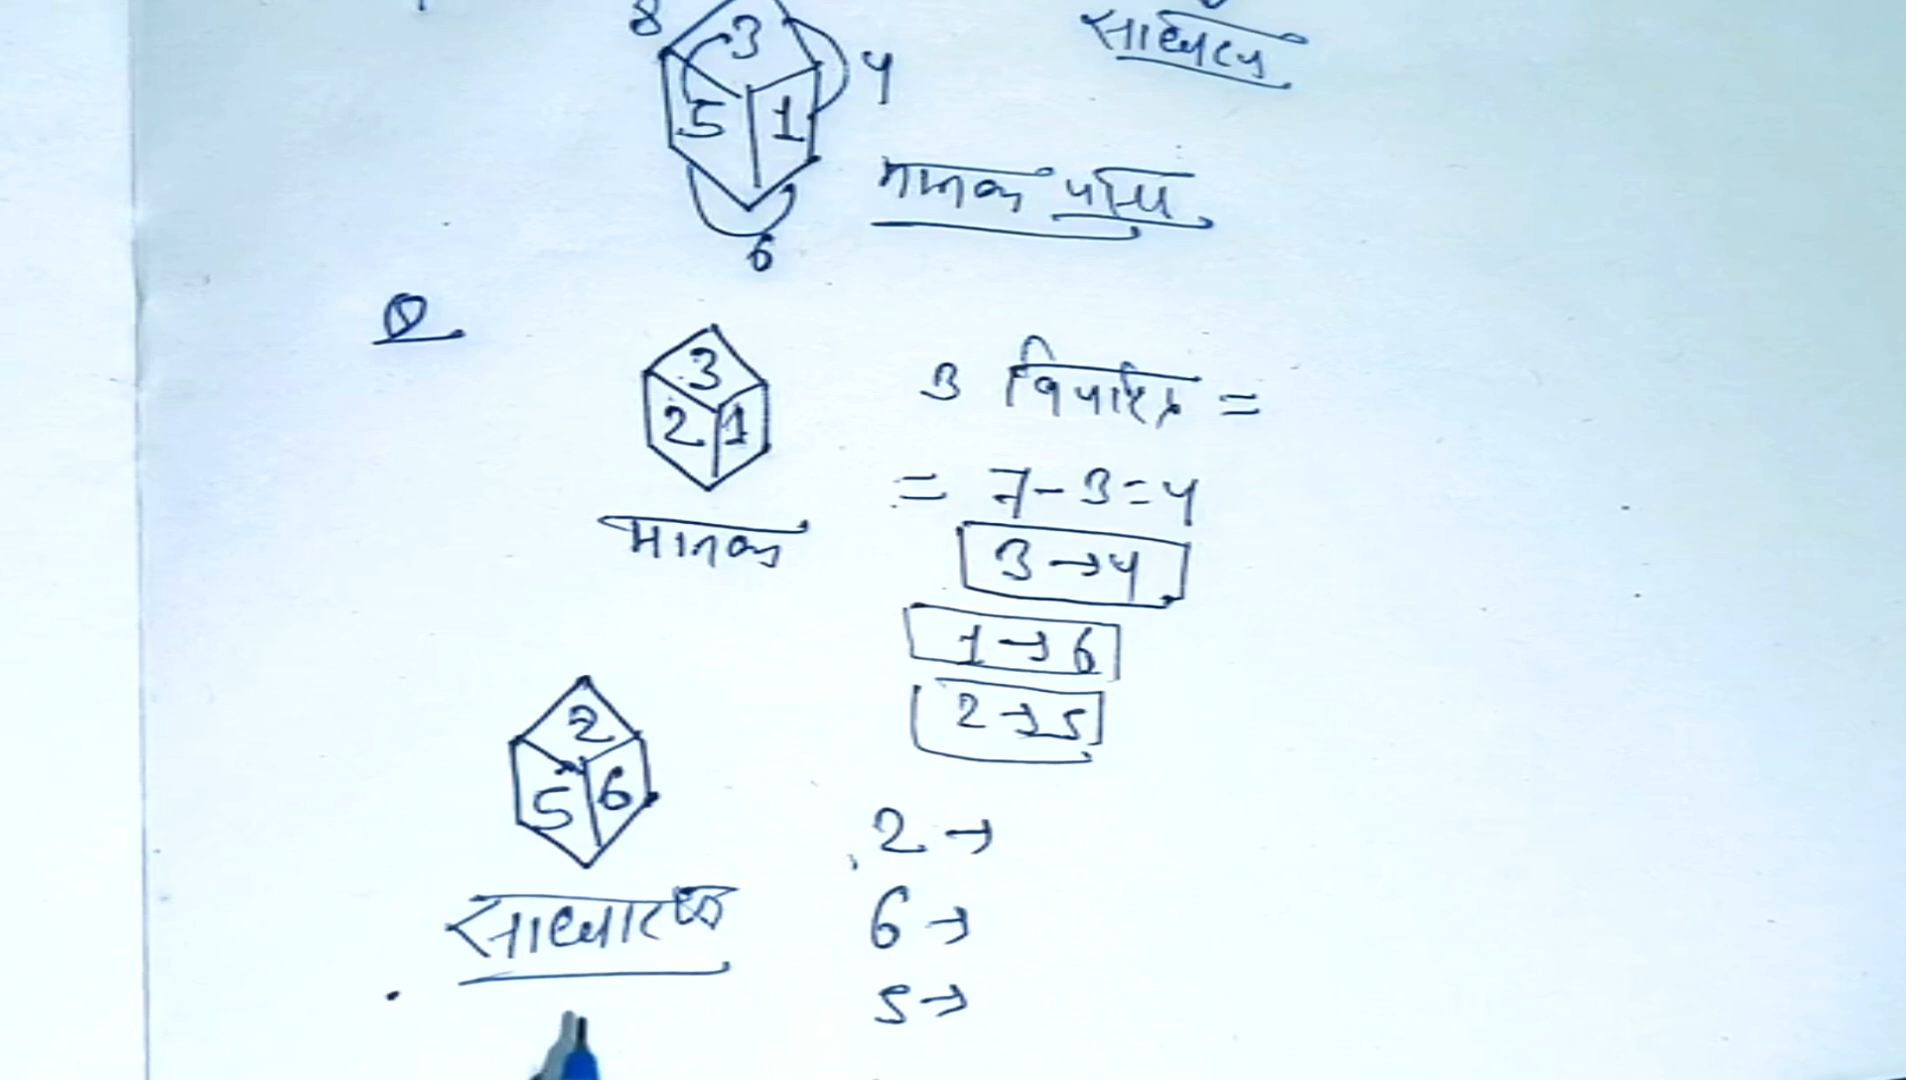 8
3
5 1
4
साधारण
मानक पासा
6
Q
3
2 1
मानक
3 विपरीत =
= 7-3=4
3→4
1→6
2→5
2
5 6
साधारण
2→
6→
5→